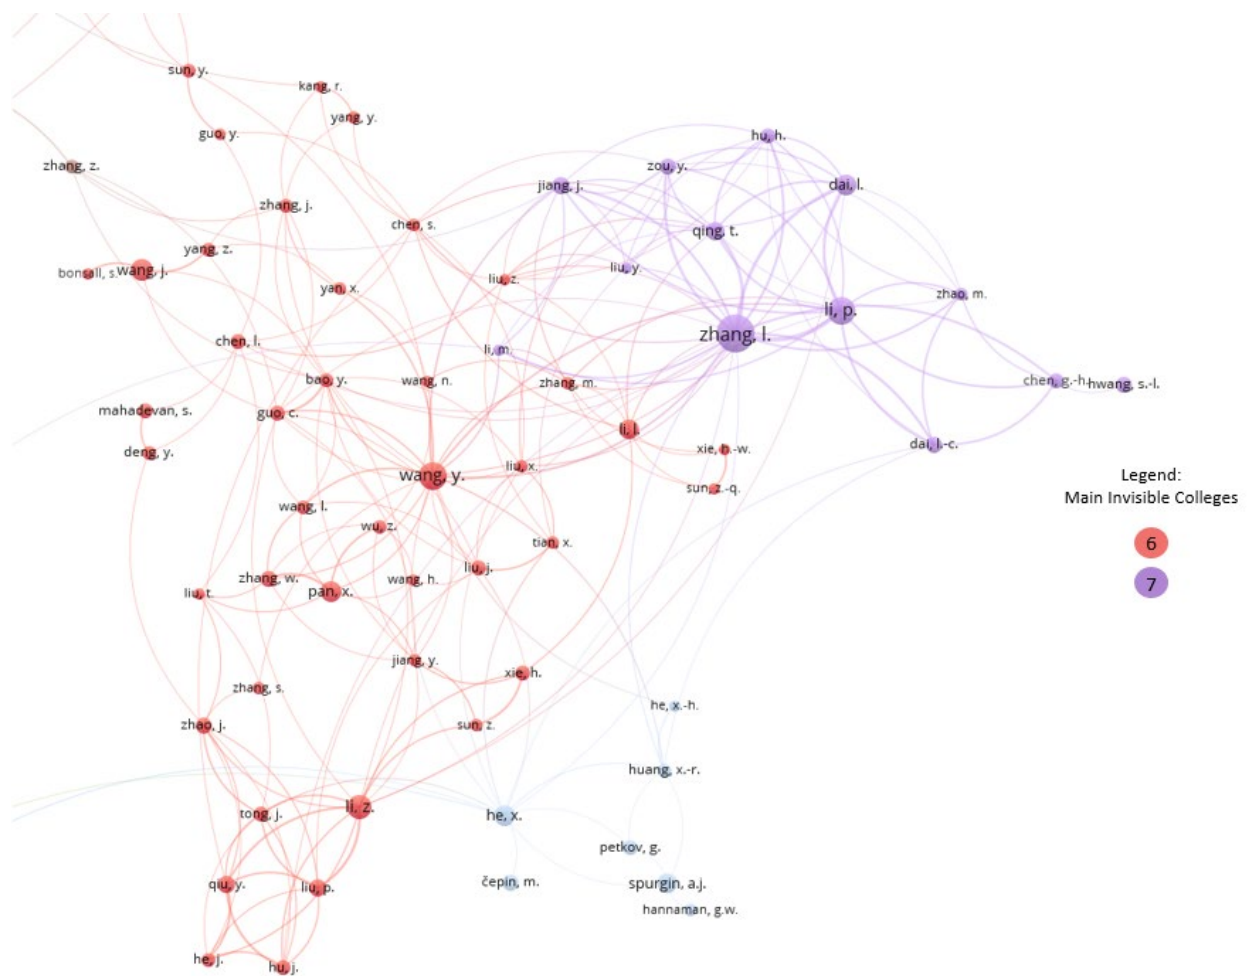 sun, y.
kang, r.
yang, y.
guo, y.
hu, h.
zhang, z.
zou, y.
jiang, j.
dai, l.
zhang, j.
chen, s.
qing, t.
yang, z.
bonsall, s.
wang, j.
liu, z.
liu, y.
yan, x.
zhao, m.
li, p.
zhang, l.
chen, l.
li, m.
bao, y.
wang, n.
zhang, m.
chen, g.-h.
hwang, s.-l.
mahadevan, s.
guo, c.
li, l.
dai, l.-c.
deng, y.
xie, h.-w.
wang, y.
liu, x.
sun, z.-q.
Legend:
Main Invisible Colleges
6
7
wang, l.
wu, z.
tian, x.
liu, j.
zhang, w.
wang, h.
liu, t.
pan, x.
jiang, y.
xie, h.
zhang, s.
he, x.-h.
zhao, j.
sun, z.
huang, x.-r.
li, z.
tong, j.
he, x.
petkov, g.
qiu, y.
liu, p.
čepin, m.
spurgin, a.j.
hannaman, g.w.
he, j.
hu, j.